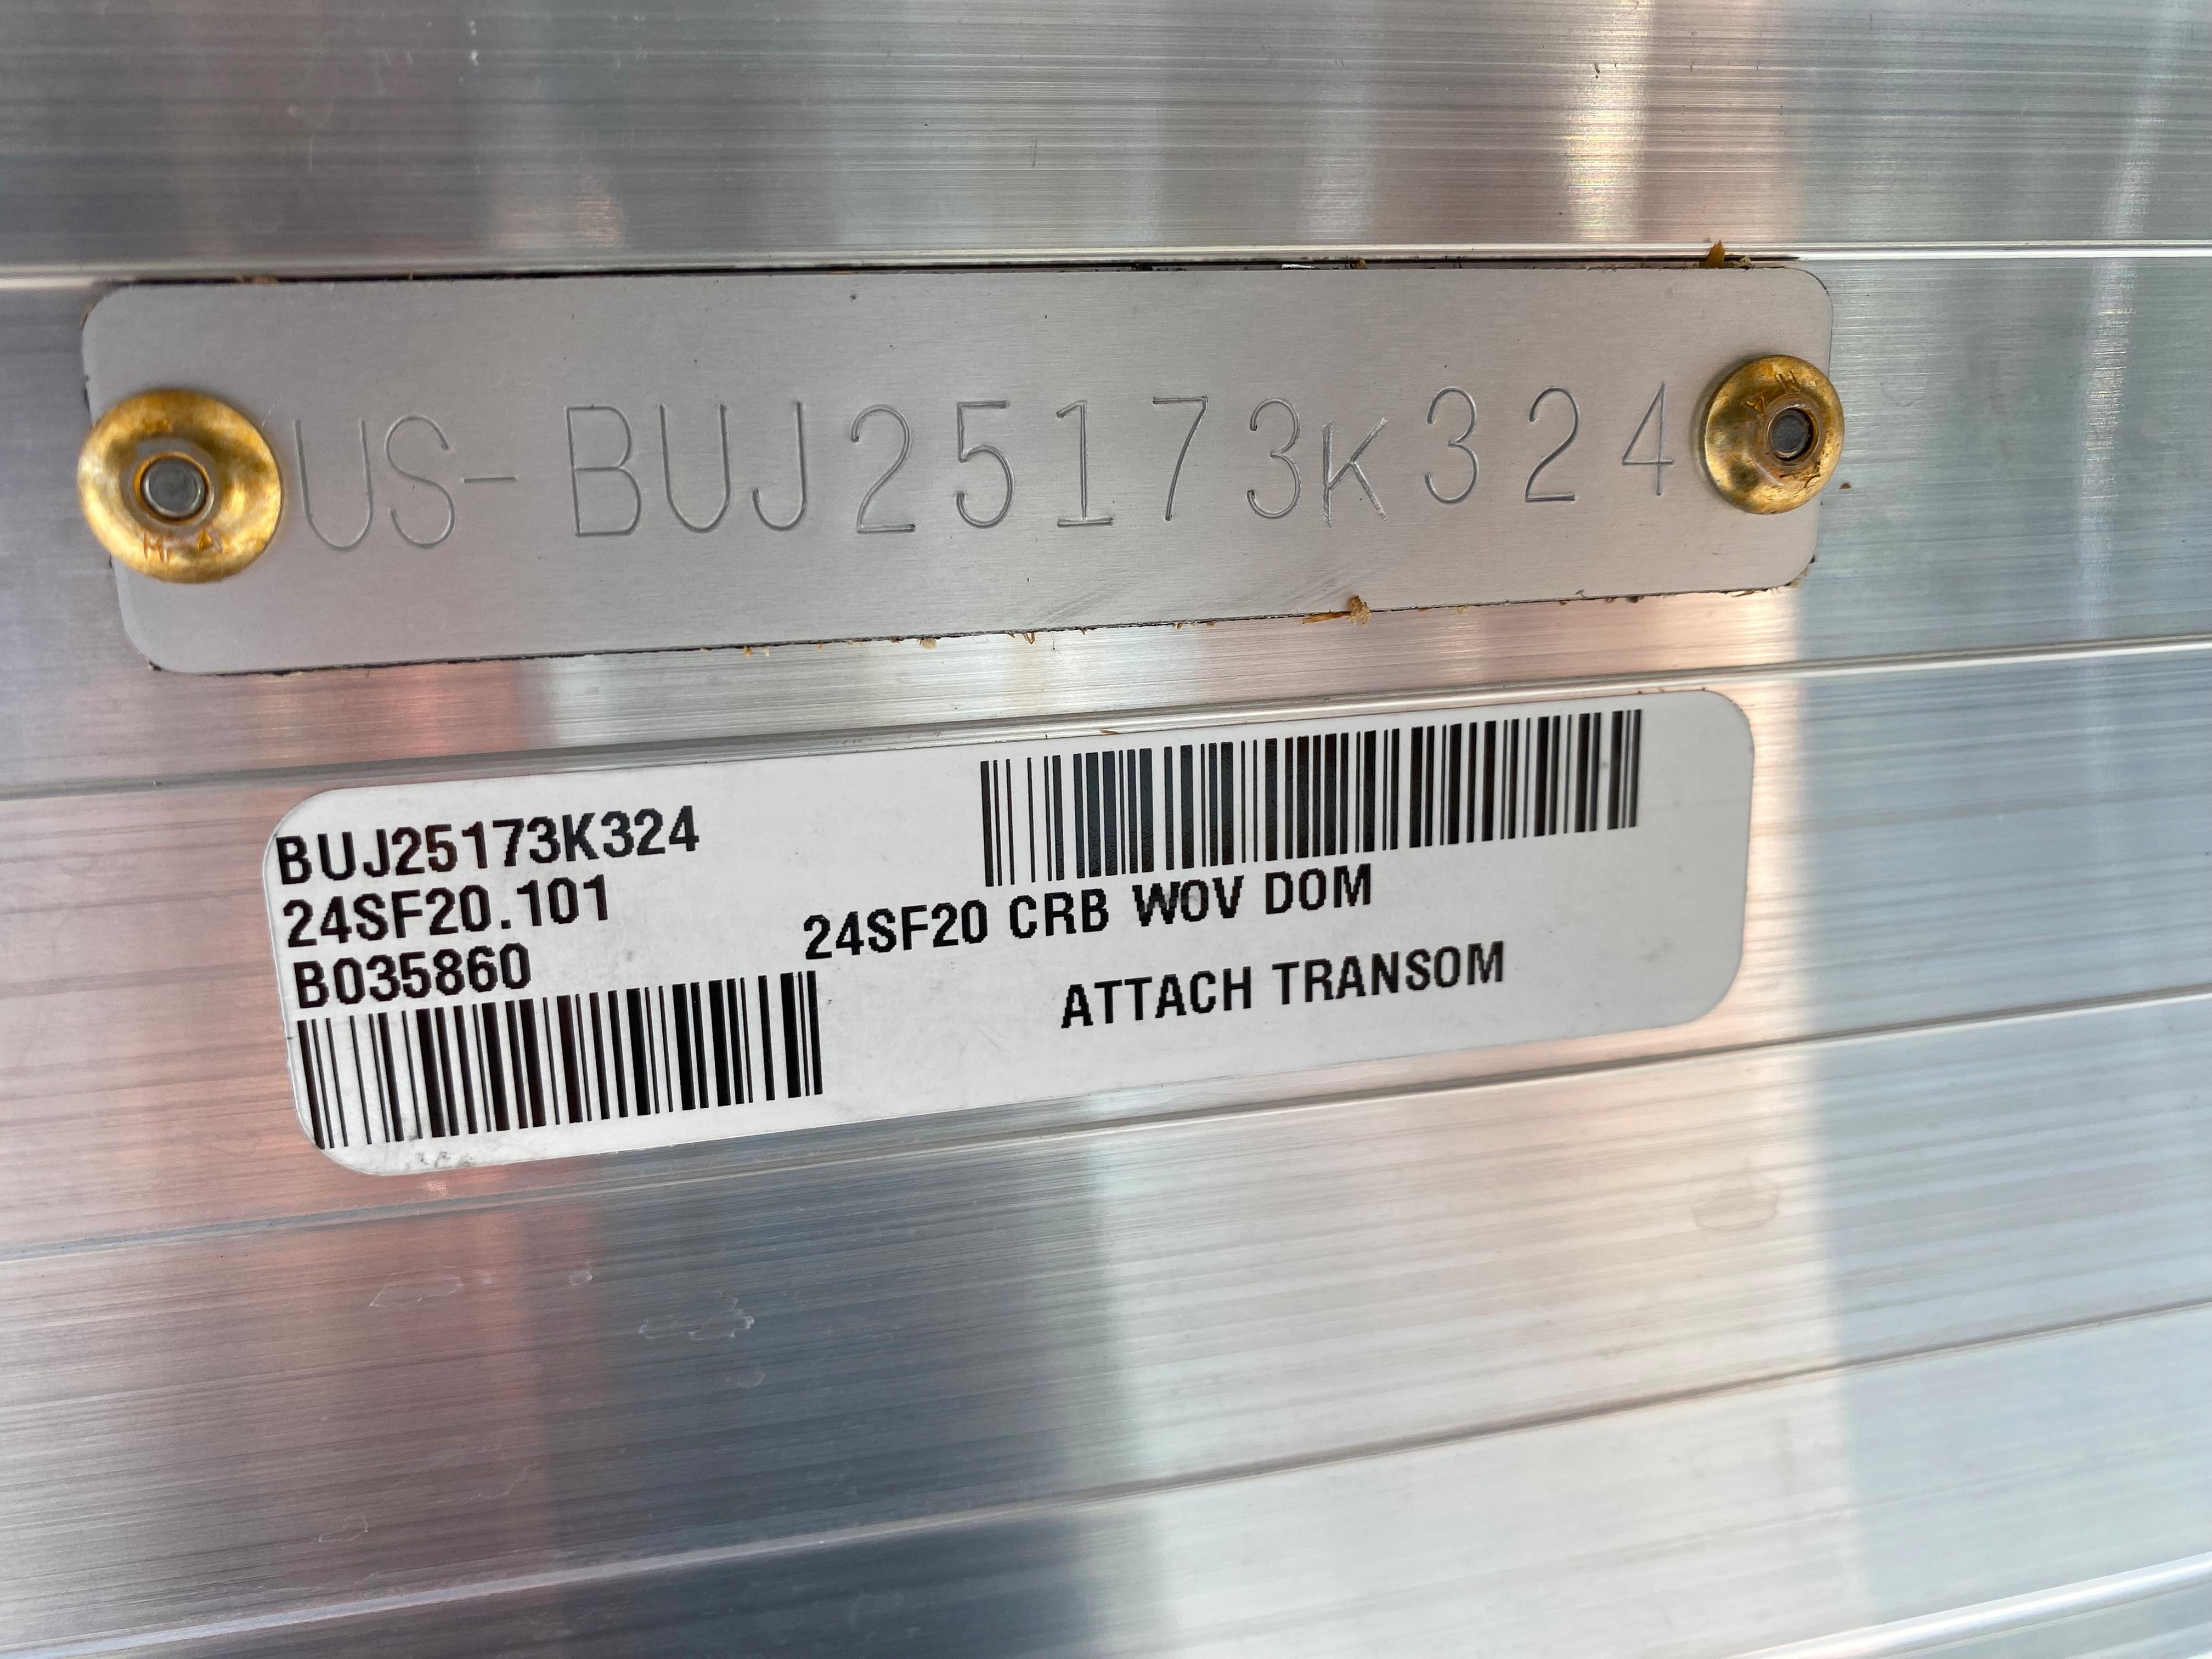 US-BUJ25173K324
BUJ25173K324
24SF20.101
B035860
24SF20 CRB WOV DOM
ATTACH TRANSOM